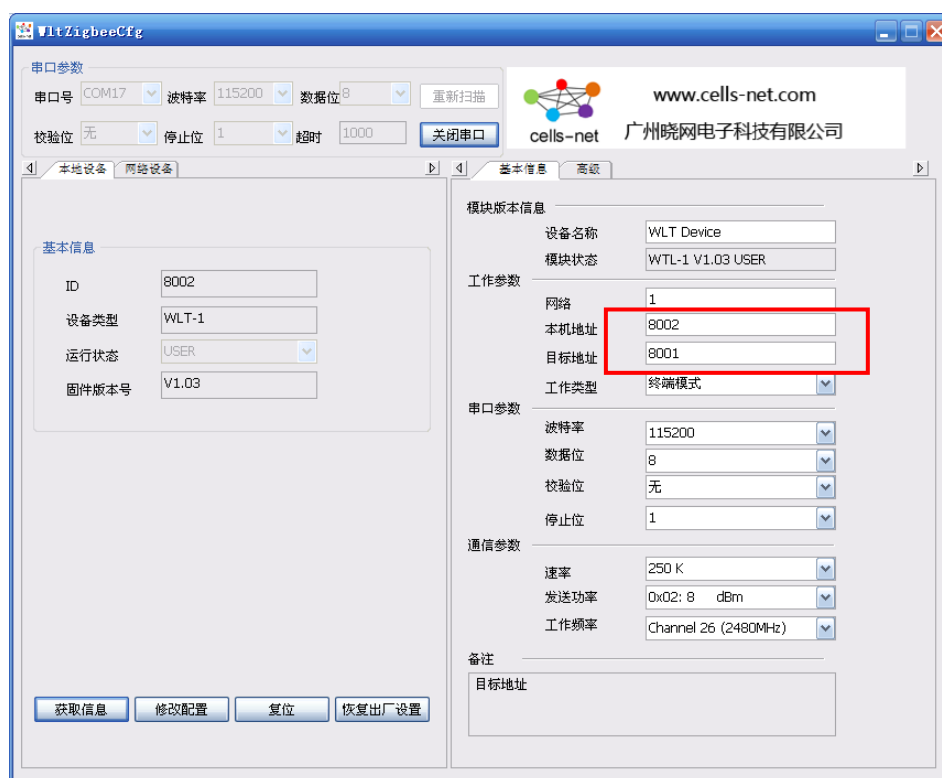 WltZigbeeCfg
串口参数
串口号 COM17 波特率 115200 数据位 8 重新扫描
校验位 无 停止位 1 超时 1000 关闭串口
cells-net
www.cells-net.com
广州晓网电子科技有限公司
本地设备 网络设备
基本信息 高级
基本信息
ID 8002
设备类型 WLT-1
运行状态 USER
固件版本号 V1.03
获取信息 修改配置 复位 恢复出厂设置
模块版本信息
设备名称 WLT Device
模块状态 WTL-1 V1.03 USER
工作参数
网络 1
本机地址 8002
目标地址 8001
工作类型 终端模式
串口参数
波特率 115200
数据位 8
校验位 无
停止位 1
通信参数
速率 250 K
发送功率 0x02: 8 dBm
工作频率 Channel 26 (2480MHz)
备注
目标地址